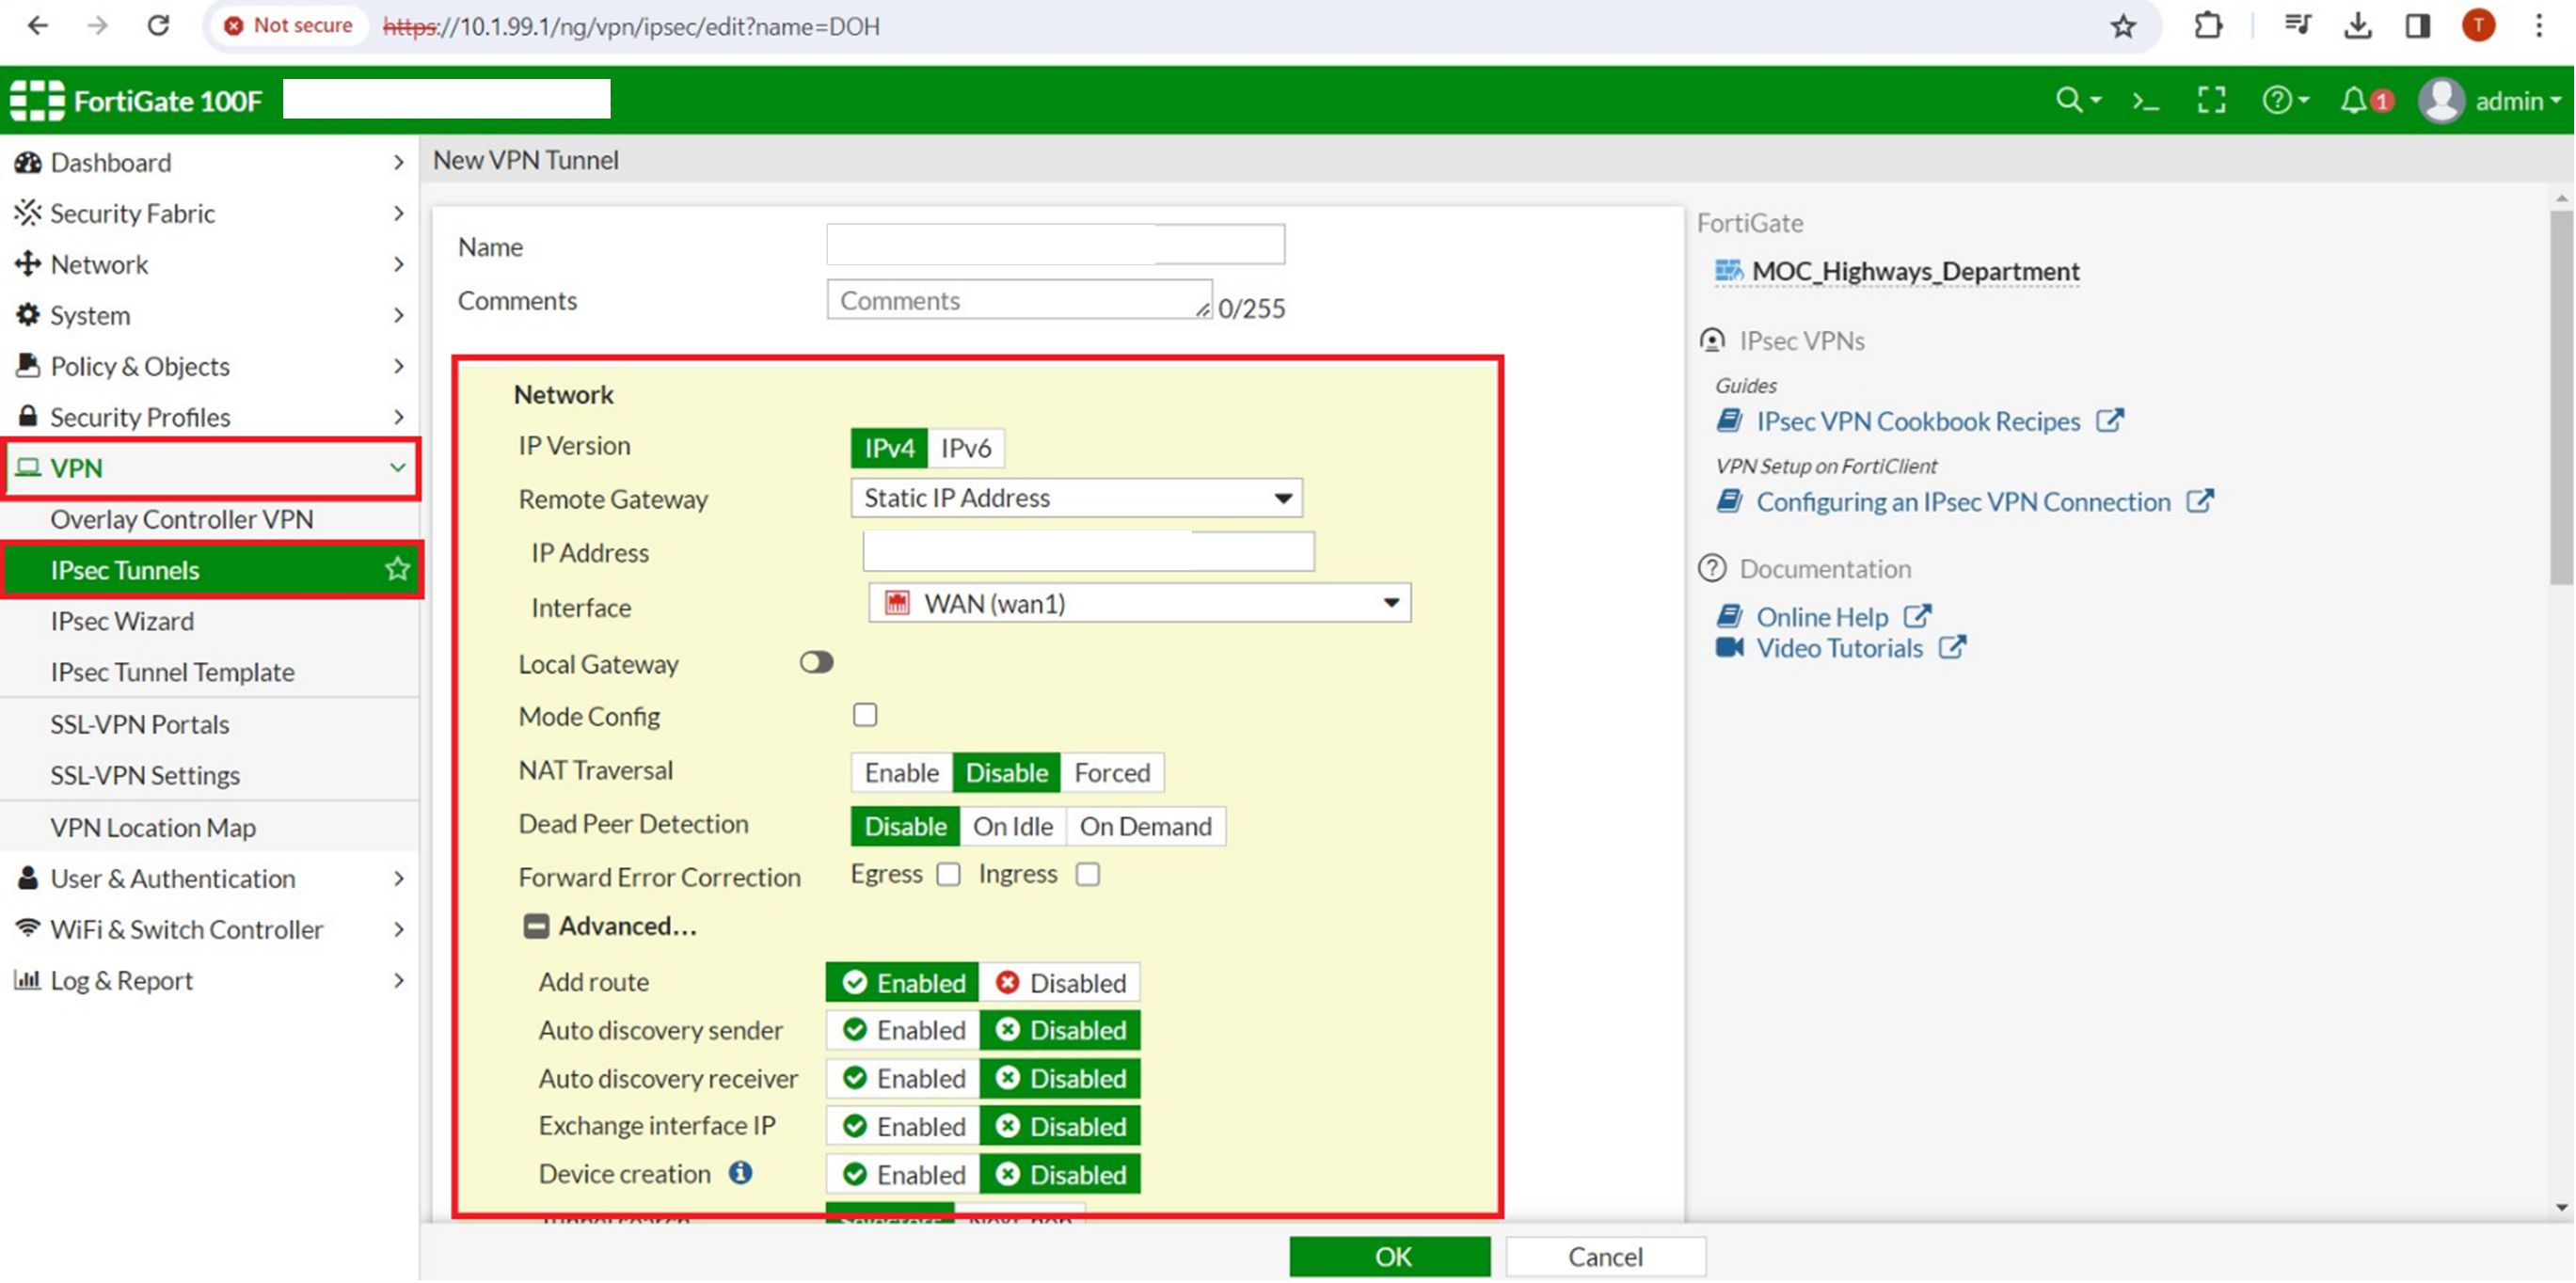 Not secure https://10.1.99.1/ng/vpn/ipsec/edit?name=DOH T
FortiGate 100F
1 admin
Dashboard
Security Fabric
Network
System
Policy & Objects
Security Profiles
VPN
Overlay Controller VPN
IPsec Tunnels
IPsec Wizard
IPsec Tunnel Template
SSL-VPN Portals
SSL-VPN Settings
VPN Location Map
User & Authentication
WiFi & Switch Controller
Log & Report
New VPN Tunnel
Name
Comments Comments 0/255
Network
IP Version IPv4 IPv6
Remote Gateway Static IP Address
IP Address
Interface WAN (wan1)
Local Gateway
Mode Config
NAT Traversal Enable Disable Forced
Dead Peer Detection Disable On Idle On Demand
Forward Error Correction Egress Ingress
Advanced...
Add route Enabled Disabled
Auto discovery sender Enabled Disabled
Auto discovery receiver Enabled Disabled
Exchange interface IP Enabled Disabled
Device creation Enabled Disabled
OK Cancel
FortiGate
MOC_Highways_Department
IPsec VPNs
Guides
IPsec VPN Cookbook Recipes
VPN Setup on FortiClient
Configuring an IPsec VPN Connection
Documentation
Online Help
Video Tutorials